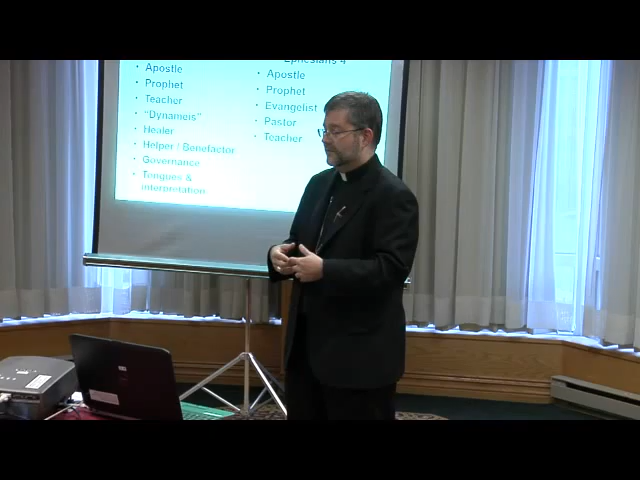 Apostle
Prophet
Teacher
"Dynameis"
Healer
Helper / Benefactor
Governance
Tongues &
interpretation
Ephesians 4
Apostle
Prophet
Evangelist
Pastor
Teacher